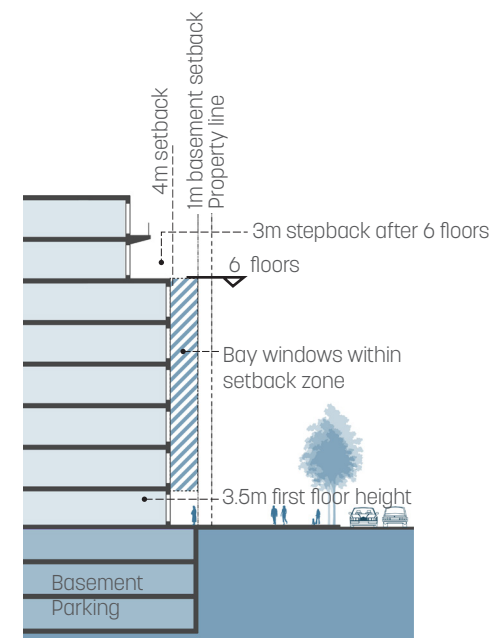 4m setback
1m basement setback
Property line
3m stepback after 6 floors
6 floors
Bay windows within
setback zone
3.5m first floor height
Basement
Parking